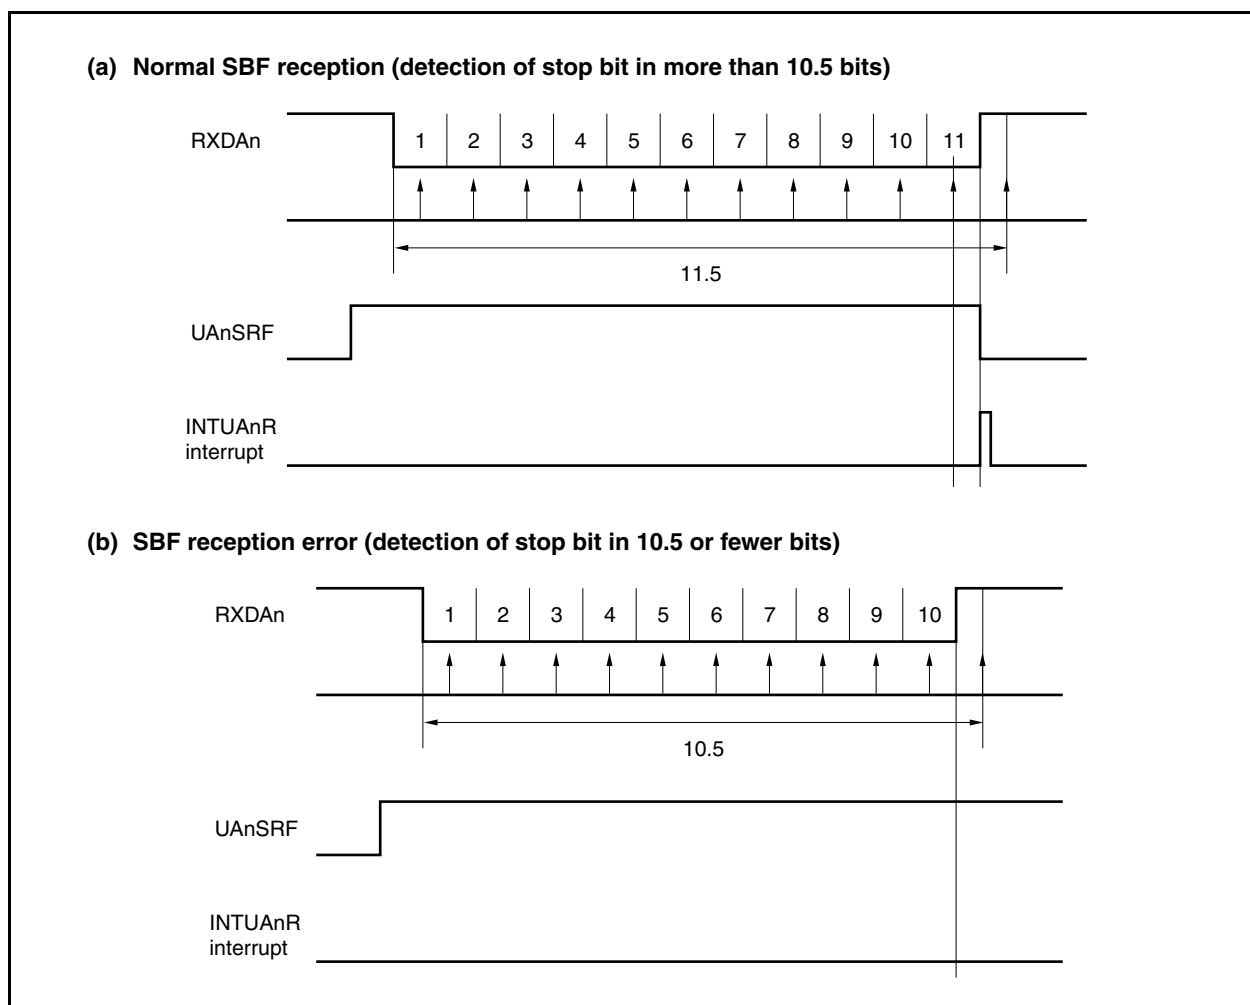 (a) Normal SBF reception (detection of stop bit in more than 10.5 bits)
RXDAn
1 2 3 4 5 6 7 8 9 10 11
11.5
UAnSRF
INTUAnR
interrupt
(b) SBF reception error (detection of stop bit in 10.5 or fewer bits)
RXDAn
1 2 3 4 5 6 7 8 9 10
10.5
UAnSRF
INTUAnR
interrupt